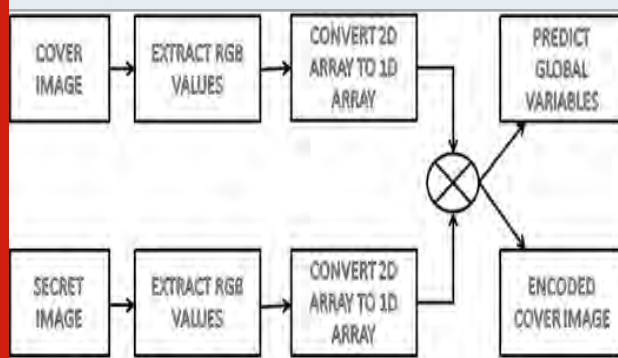 COVER
IMAGE
EXTRACT RGB
VALUES
CONVERT 2D
ARRAY TO 1D
ARRAY
PREDICT
GLOBAL
VARIABLES
SECRET
IMAGE
EXTRACT RGB
VALUES
CONVERT 2D
ARRAY TO 1D
ARRAY
ENCODED
COVER IMAGE